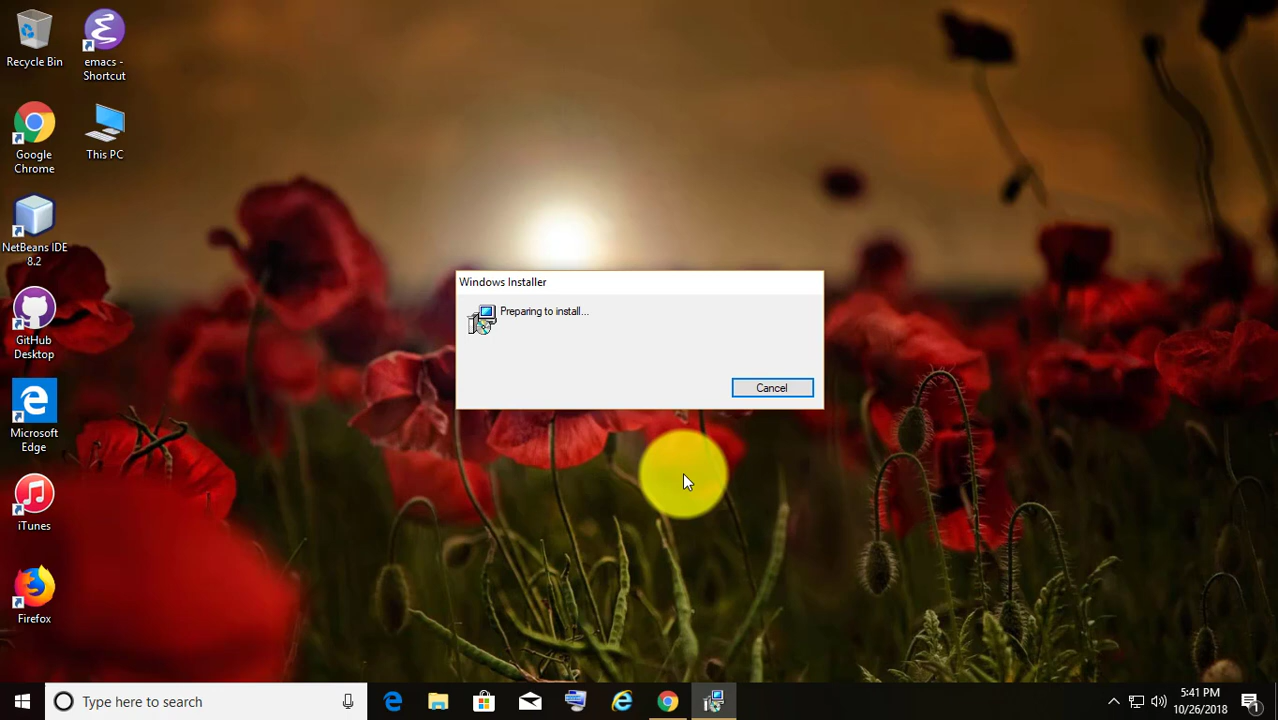 Recycle Bin
emacs -
Shortcut
Google
Chrome
This PC
NetBeans IDE
8.2
GitHub
Desktop
Microsoft
Edge
iTunes
Firefox
Windows Installer
Preparing to install...
Cancel
Type here to search
5:41 PM
10/26/2018
1